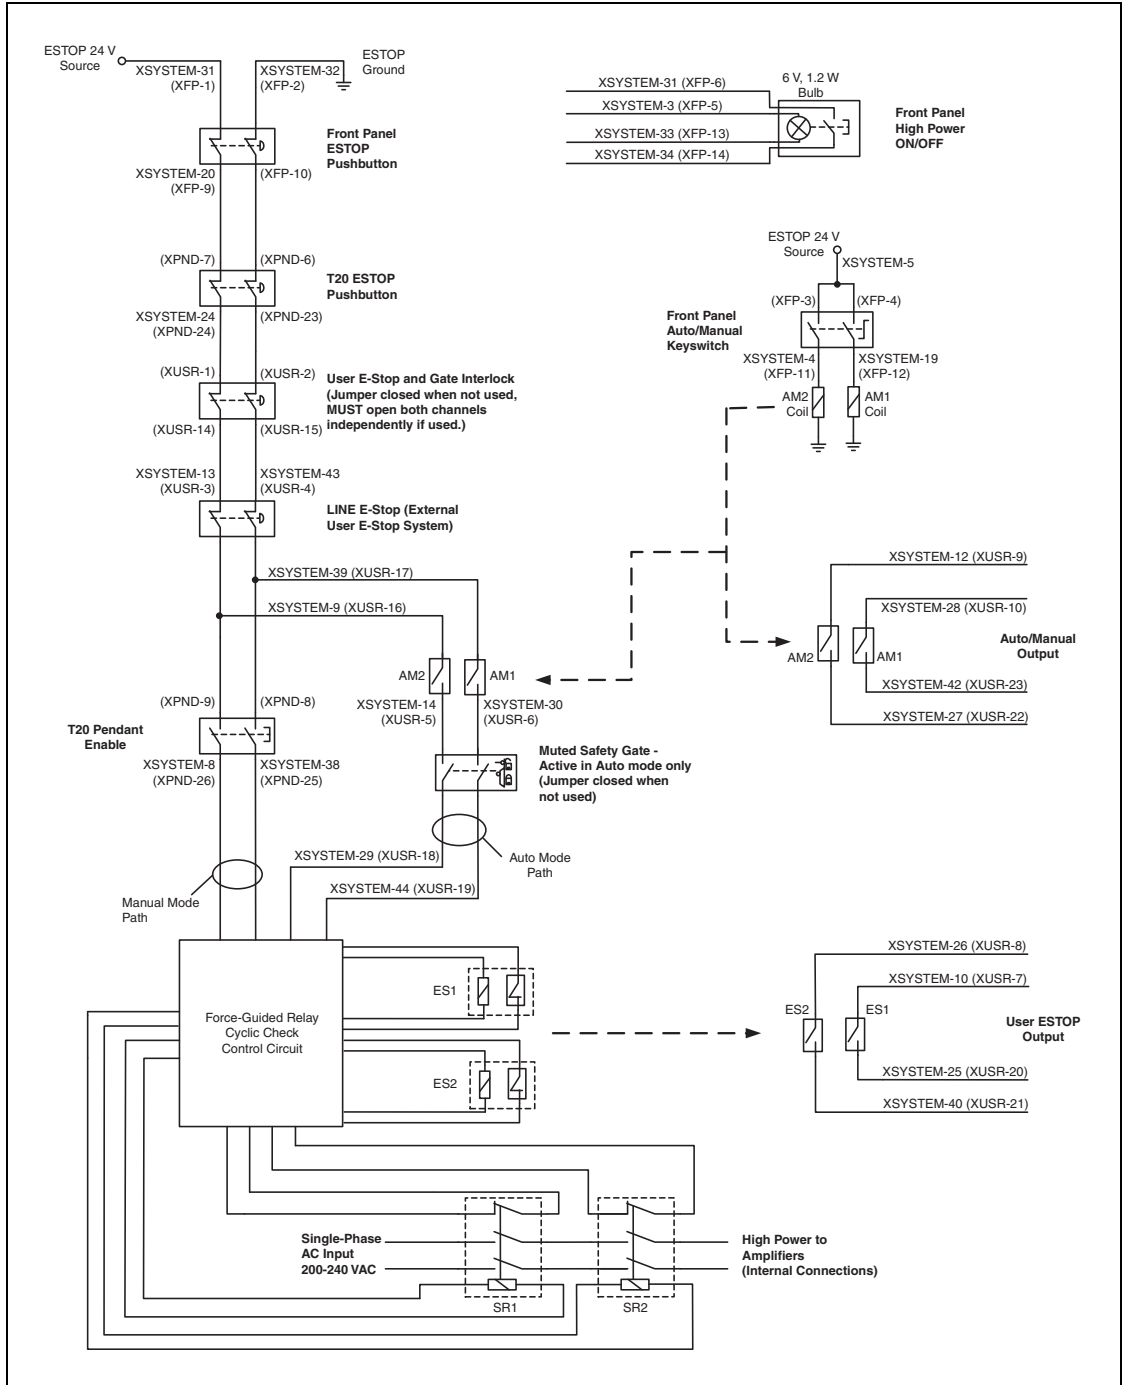 ESTOP 24 V
Source
XSYSTEM-31
(XFP-1)
XSYSTEM-32
(XFP-2)
ESTOP
Ground
Front Panel
ESTOP
Pushbutton
XSYSTEM-20
(XFP-9)
(XFP-10)
(XPND-7)
(XPND-6)
T20 ESTOP
Pushbutton
XSYSTEM-24
(XPND-24)
(XPND-23)
(XUSR-1)
(XUSR-2)
User E-Stop and Gate Interlock
(Jumper closed when not used,
MUST open both channels
independently if used.)
(XUSR-14)
(XUSR-15)
XSYSTEM-13
(XUSR-3)
XSYSTEM-43
(XUSR-4)
LINE E-Stop (External
User E-Stop System)
XSYSTEM-39 (XUSR-17)
XSYSTEM-9 (XUSR-16)
AM2
AM1
XSYSTEM-14
(XUSR-5)
XSYSTEM-30
(XUSR-6)
(XPND-9)
(XPND-8)
T20 Pendant
Enable
XSYSTEM-8
(XPND-26)
XSYSTEM-38
(XPND-25)
Muted Safety Gate -
Active in Auto mode only
(Jumper closed when
not used)
Auto Mode
Path
XSYSTEM-29 (XUSR-18)
XSYSTEM-44 (XUSR-19)
Manual Mode
Path
XSYSTEM-31 (XFP-6)
XSYSTEM-3 (XFP-5)
XSYSTEM-33 (XFP-13)
XSYSTEM-34 (XFP-14)
6 V, 1.2 W
Bulb
Front Panel
High Power
ON/OFF
ESTOP 24 V
Source
XSYSTEM-5
(XFP-3)
(XFP-4)
Front Panel
Auto/Manual
Keyswitch
XSYSTEM-4
(XFP-11)
XSYSTEM-19
(XFP-12)
AM2
Coil
AM1
Coil
XSYSTEM-12 (XUSR-9)
XSYSTEM-28 (XUSR-10)
AM2
AM1
Auto/Manual
Output
XSYSTEM-42 (XUSR-23)
XSYSTEM-27 (XUSR-22)
Force-Guided Relay
Cyclic Check
Control Circuit
ES1
ES2
XSYSTEM-26 (XUSR-8)
XSYSTEM-10 (XUSR-7)
ES2
ES1
User ESTOP
Output
XSYSTEM-25 (XUSR-20)
XSYSTEM-40 (XUSR-21)
Single-Phase
AC Input
200-240 VAC
High Power to
Amplifiers
(Internal Connections)
SR1
SR2